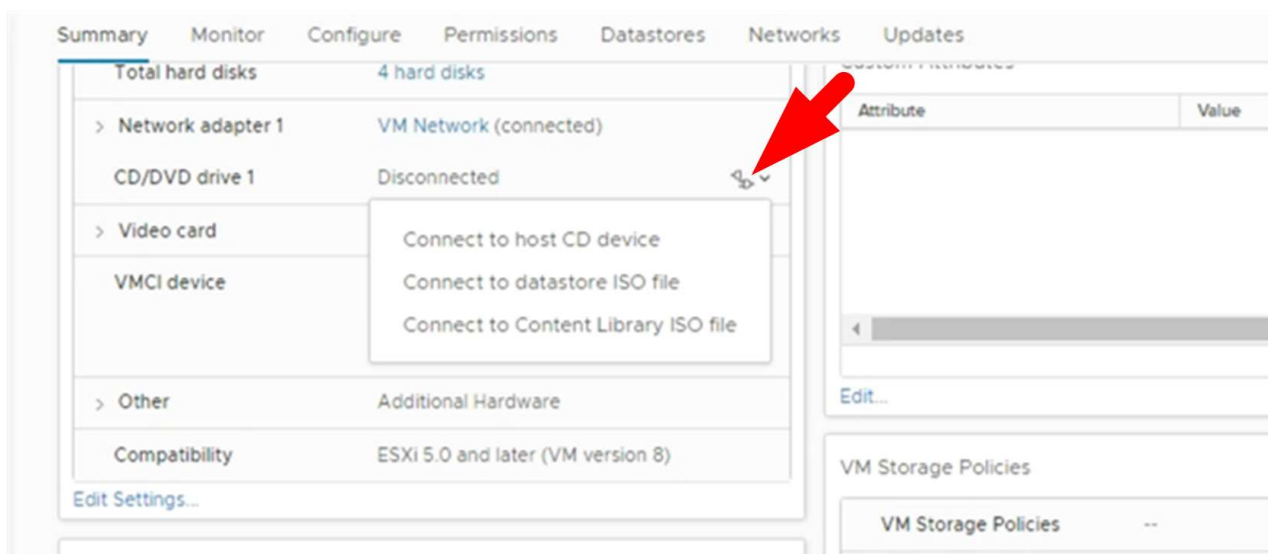 Summary Monitor Configure Permissions Datastores Networks Updates
Total hard disks 4 hard disks
Network adapter 1 VM Network (connected)
CD/DVD drive 1 Disconnected
Video card
Connect to host CD device
VMCI device
Connect to datastore ISO file
Connect to Content Library ISO file
Other Additional Hardware
Compatibility ESXi 5.0 and later (VM version 8)
Edit Settings...
Custom Attributes
Attribute Value
Edit...
VM Storage Policies
VM Storage Policies --